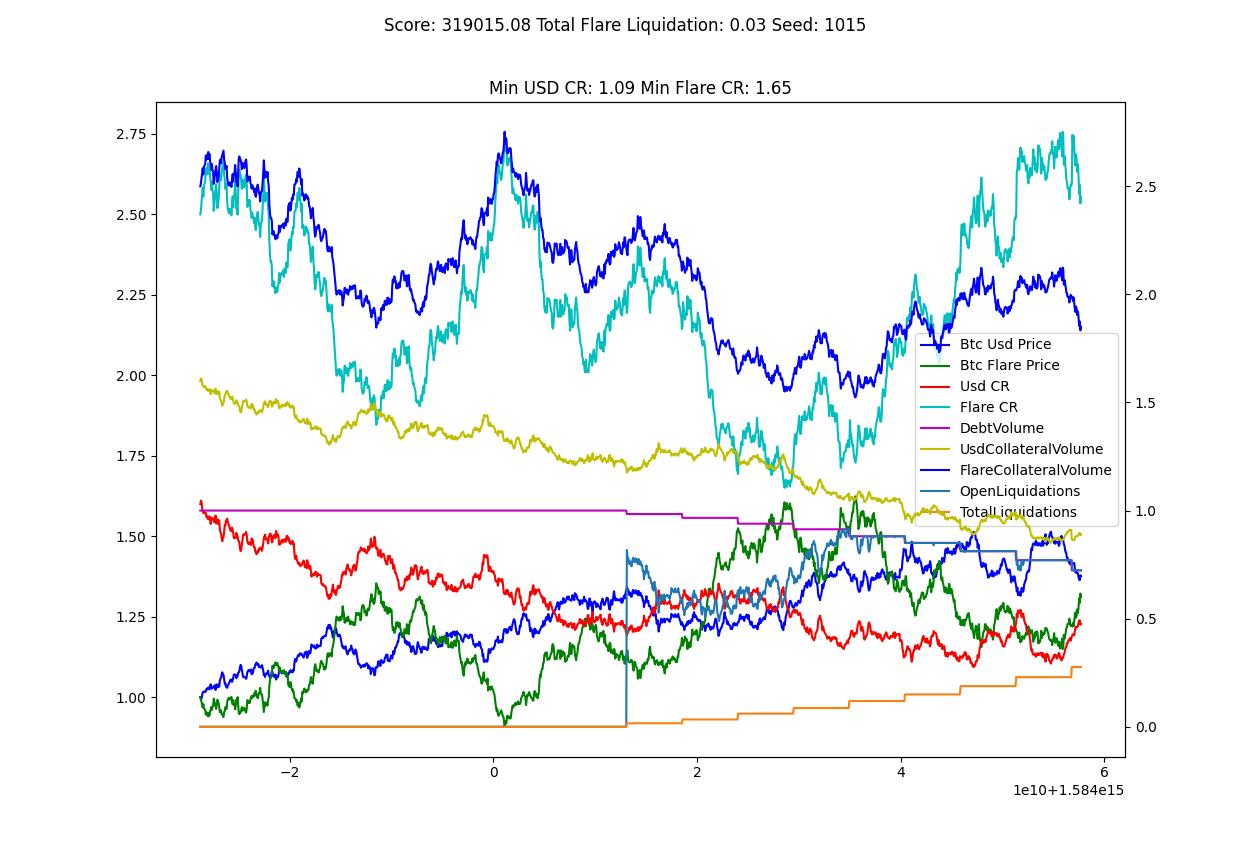 Score: 319015.08 Total Flare Liquidation: 0.03 Seed: 1015
Min USD CR: 1.09 Min Flare CR: 1.65
2.75
2.50
2.25
2.00
1.75
1.50
1.25
1.00
2.5
2.0
1.5
1.0
0.5
0.0
Btc Usd Price
Btc Flare Price
Usd CR
Flare CR
DebtVolume
UsdCollateralVolume
FlareCollateralVolume
OpenLiquidations
TotalLiquidations
−2 0 2 4 6
1e10+1.584e15